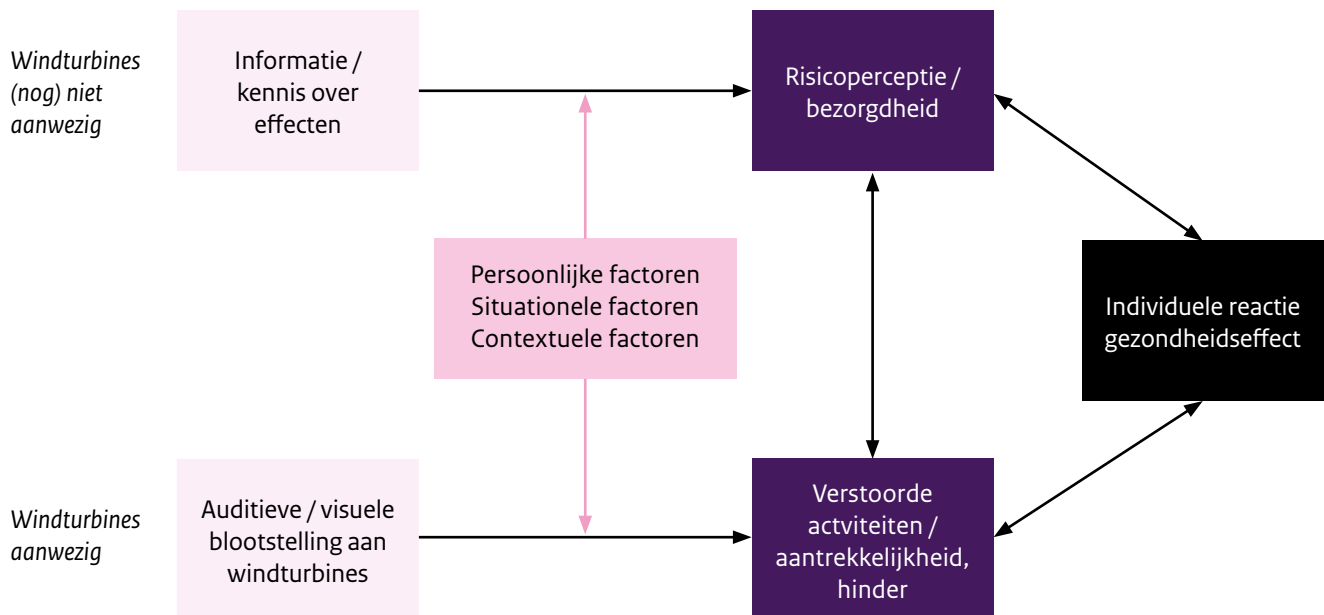 Windturbines
(nog) niet
aanwezig
Informatie /
kennis over
effecten
Risicoperceptie /
bezorgdheid
Persoonlijke factoren
Situationele factoren
Contextuele factoren
Individuele reactie
gezondheidseffect
Windturbines
aanwezig
Auditieve / visuele
blootstelling aan
windturbines
Verstoorde
actviteiten /
aantrekkelijkheid,
hinder